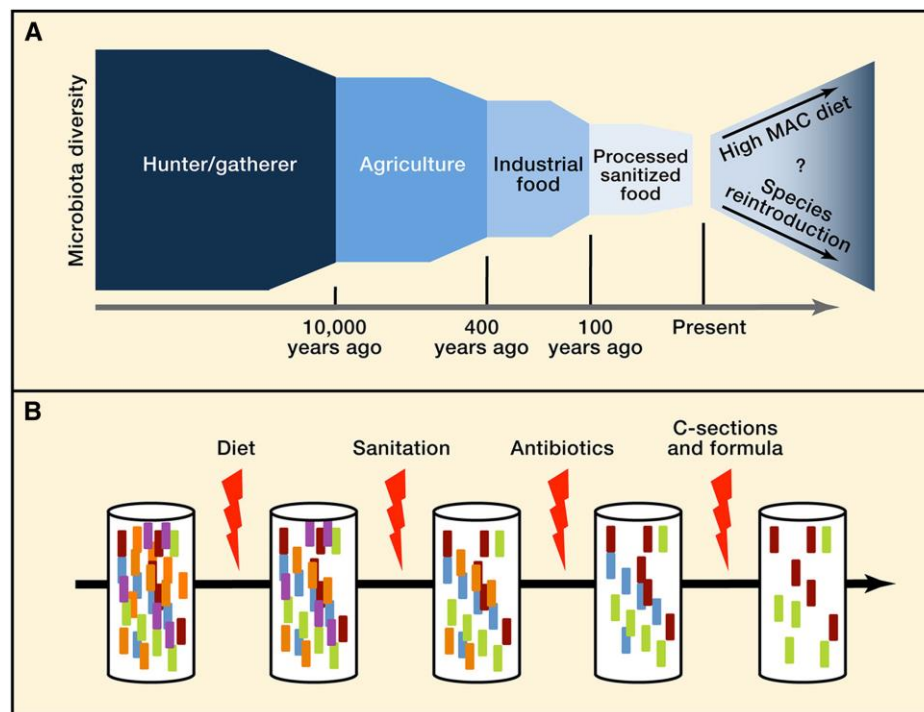 A
Microbiota diversity
Hunter/gatherer
Agriculture
Industrial
food
Processed
sanitized
food
High MAC diet
?
Species
reintroduction
10,000
years ago
400
years ago
100
years ago
Present
B
Diet
Sanitation
Antibiotics
C-sections
and formula